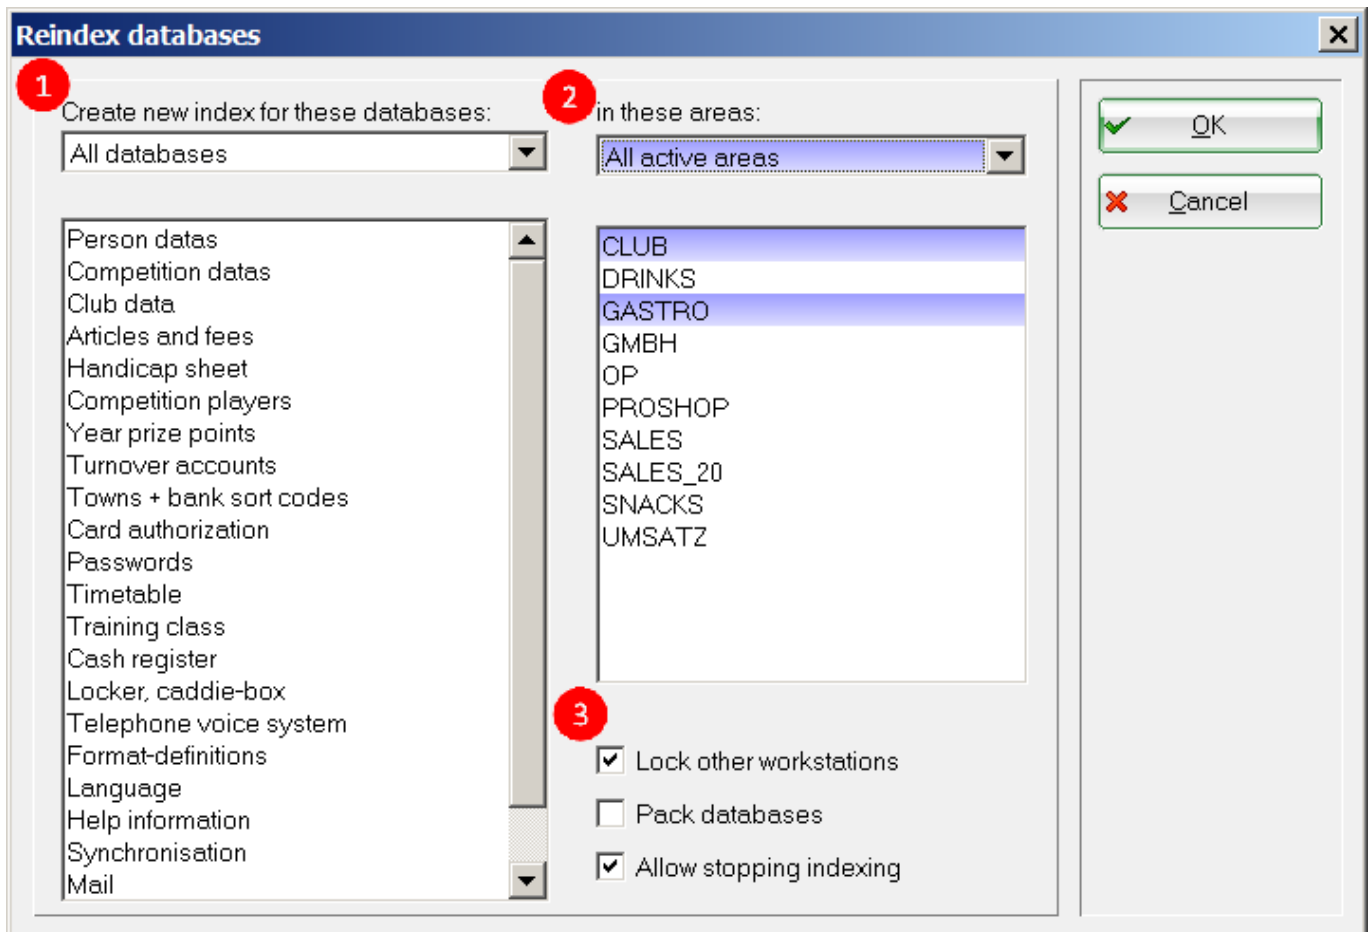 Reindex databases
1
Create new index for these databases:
All databases
Person datas
Competition datas
Club data
Articles and fees
Handicap sheet
Competition players
Year prize points
Turnover accounts
Towns + bank sort codes
Card authorization
Passwords
Timetable
Training class
Cash register
Locker, caddie-box
Telephone voice system
Format-definitions
Language
Help information
Synchronisation
Mail
2
in these areas:
All active areas
CLUB
DRINKS
GASTRO
GMBH
OP
PROSHOP
SALES
SALES_20
SNACKS
UMSATZ
3
Lock other workstations
Pack databases
Allow stopping indexing
OK
Cancel